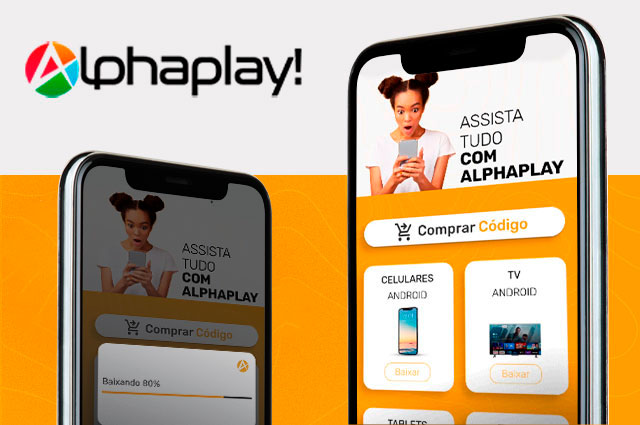 Alphaplay!
ASSISTA
TUDO
COM
ALPHAPLAY
Comprar Código
CELULARES
ANDROID
Baixar
TV
ANDROID
Baixar
TABLETS
ASSISTA
TUDO
COM
ALPHAPLAY
Comprar Código
Baixando 80%